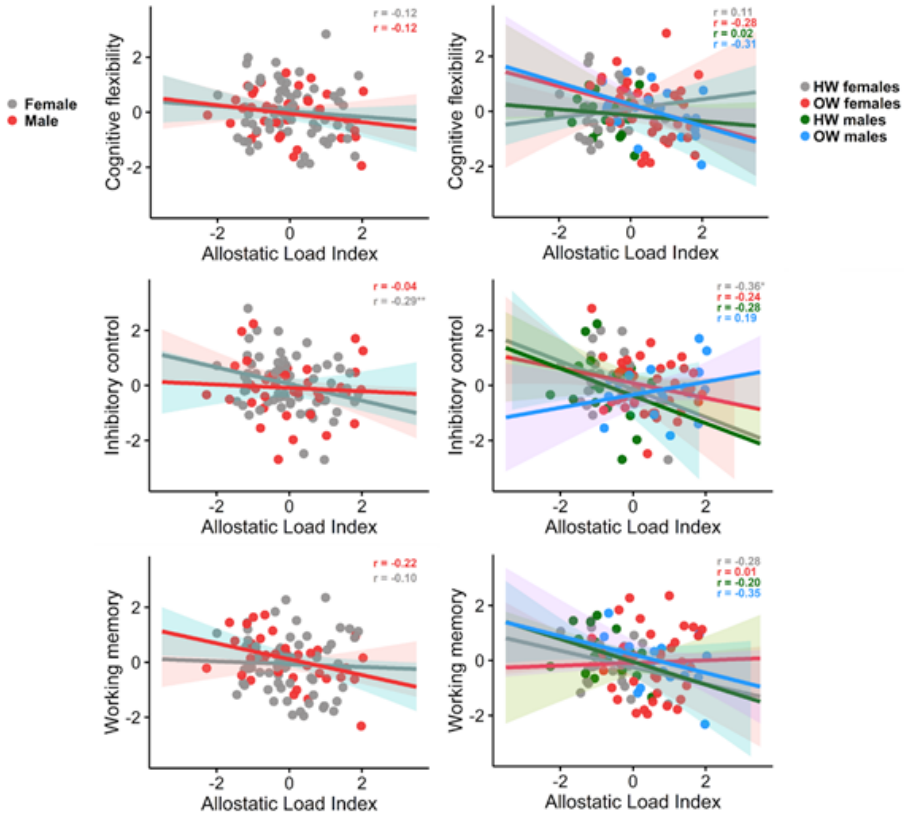 Female
Male
r = -0.12
r = -0.12
2
0
-2
Cognitive flexibility
-2 0 2
Allostatic Load Index
r = 0.11
r = -0.28
r = 0.02
r = -0.31
2
0
-2
Cognitive flexibility
-2 0 2
Allostatic Load Index
HW females
OW females
HW males
OW males
r = -0.04
r = -0.29**
2
0
-2
Inhibitory control
-2 0 2
Allostatic Load Index
r = -0.36*
r = -0.24
r = -0.28
r = 0.19
2
0
-2
Inhibitory control
-2 0 2
Allostatic Load Index
r = -0.22
r = -0.10
2
0
-2
Working memory
-2 0 2
Allostatic Load Index
r = -0.28
r = 0.01
r = -0.20
r = -0.35
2
0
-2
Working memory
-2 0 2
Allostatic Load Index